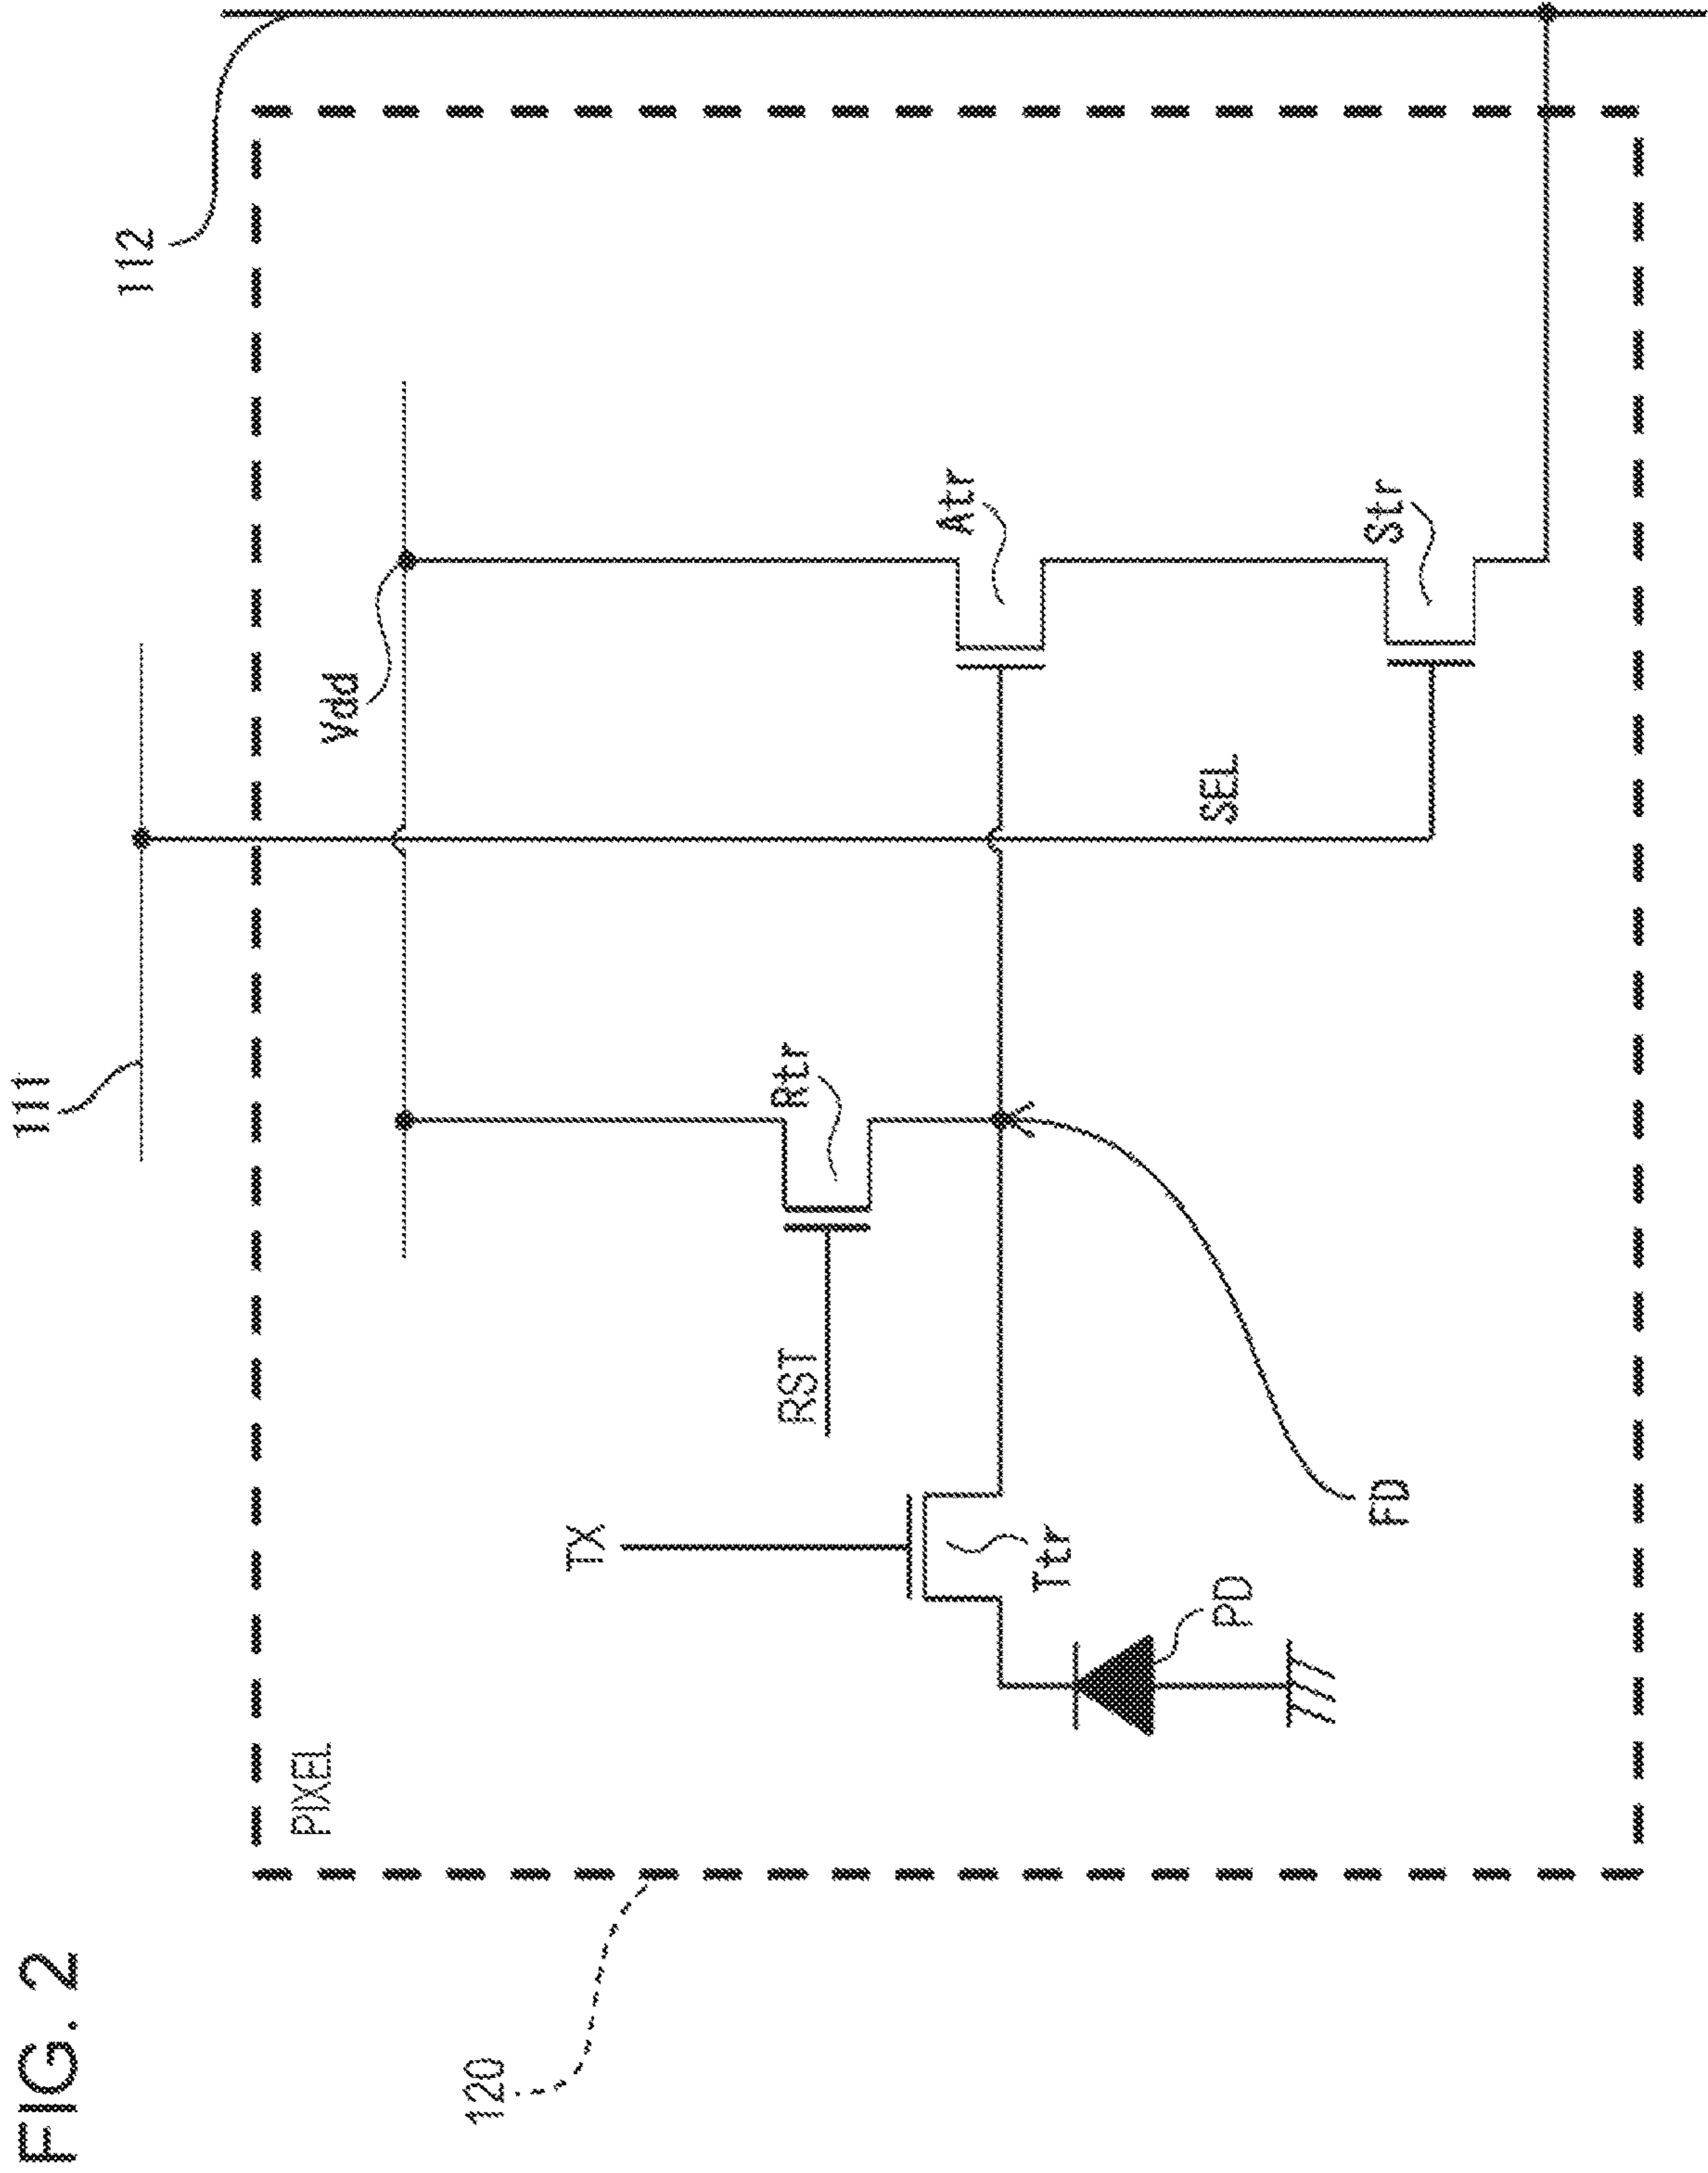 FIG. 2
120
PIXEL
111
112
Vdd
TX
RST
Rtr
Ttr
PD
FD
SEL
Atr
Str